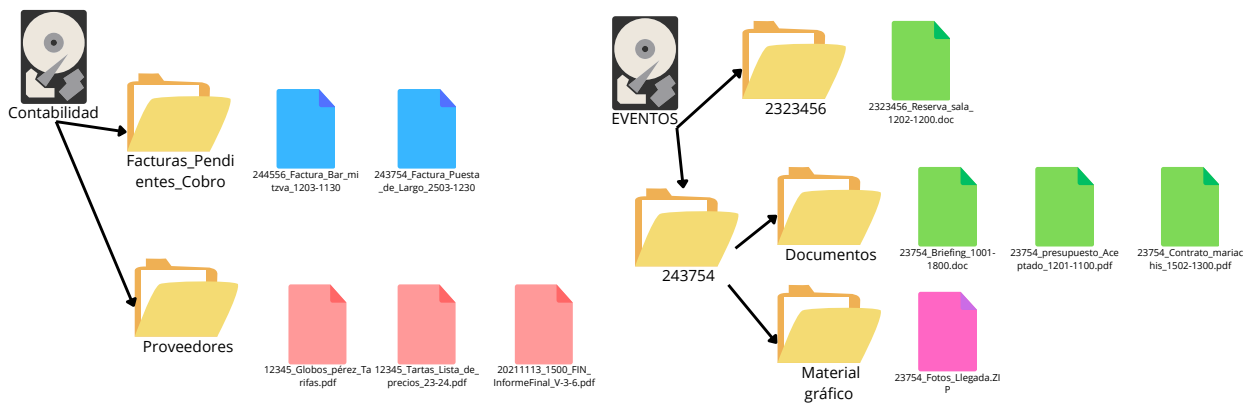 Contabilidad
Facturas_Pendi
entes_Cobro
244556_Factura_Bar_mi
tzva_1203-1130
243754_Factura_Puesta
_de_Largo_2503-1230
Proveedores
12345_Globos_pérez_Ta
rifas.pdf
12345_Tartas_Lista_de_
precios_23-24.pdf
20211113_1500_FIN_
InformeFinal_V-3-6.pdf
EVENTOS
2323456
2323456_Reserva_sala_
1202-1200.doc
243754
Documentos
23754_Briefing_1001-
1800.doc
23754_presupuesto_Ace
ptado_1201-1100.pdf
23754_Contrato_mariac
his_1502-1300.pdf
Material
gráfico
23754_Fotos_Llegada.ZI
P